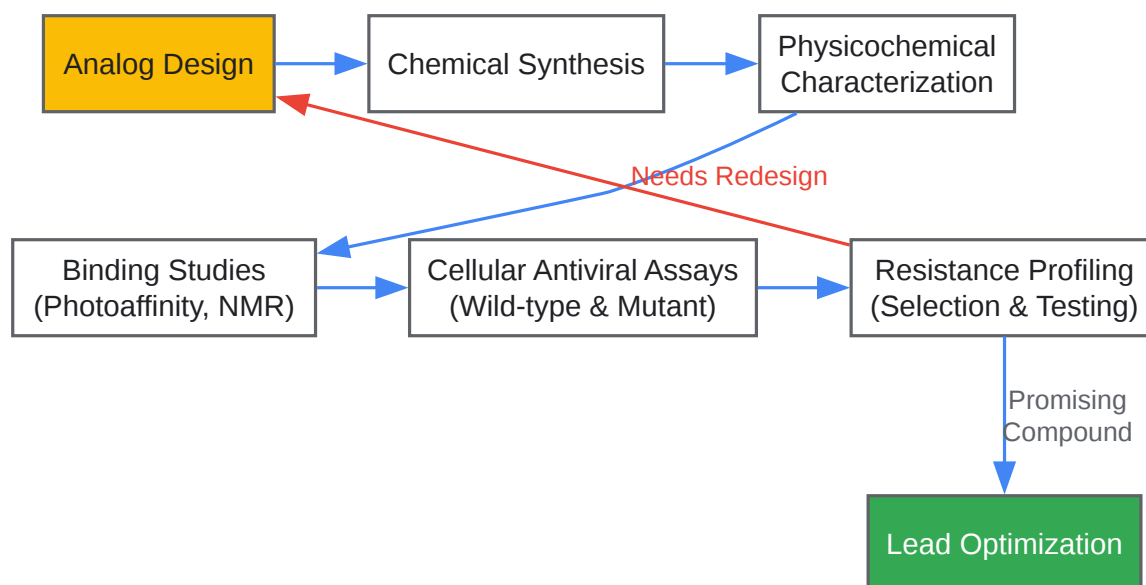 Analog Design
Chemical Synthesis
Physicochemical
Characterization
Needs Redesign
Binding Studies
(Photoaffinity, NMR)
Cellular Antiviral Assays
(Wild-type & Mutant)
Resistance Profiling
(Selection & Testing)
Promising
Compound
Lead Optimization